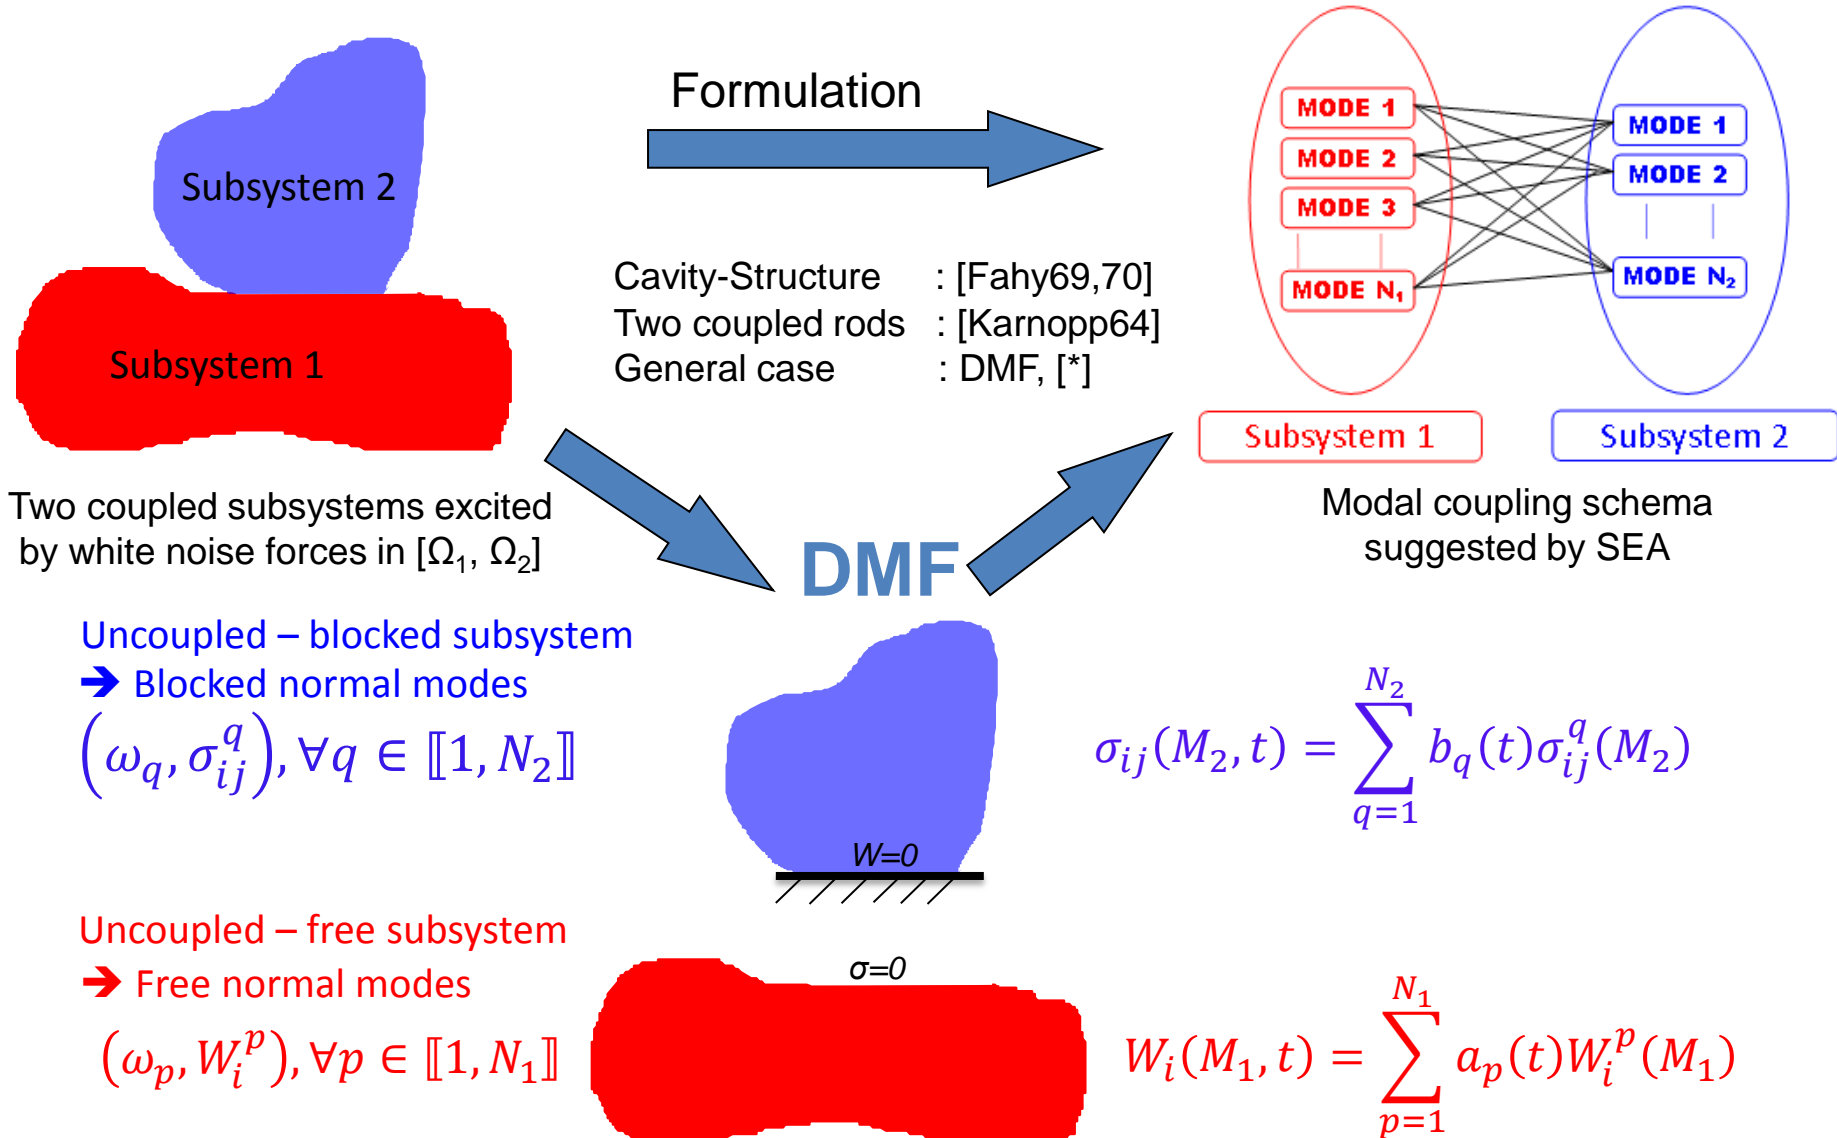 Subsystem 2
Subsystem 1
Two coupled subsystems excited
by white noise forces in [Ω₁, Ω₂]
Formulation
Cavity-Structure : [Fahy69,70]
Two coupled rods : [Karnopp64]
General case : DMF, [*]
MODE 1
MODE 2
MODE 3
MODE N₁
MODE 1
MODE 2
MODE N₂
Subsystem 1
Subsystem 2
Modal coupling schema
suggested by SEA
DMF
Uncoupled – blocked subsystem
➔ Blocked normal modes
(ω_q, σ_{ij}^q), ∀q ∈ ⟦1, N₂⟧
W=0
σ_{ij}(M₂, t) = ∑_{q=1}^{N₂} b_q(t)σ_{ij}^q(M₂)
Uncoupled – free subsystem
➔ Free normal modes
(ω_p, W_i^p), ∀p ∈ ⟦1, N₁⟧
σ=0
W_i(M₁, t) = ∑_{p=1}^{N₁} a_p(t)W_i^p(M₁)